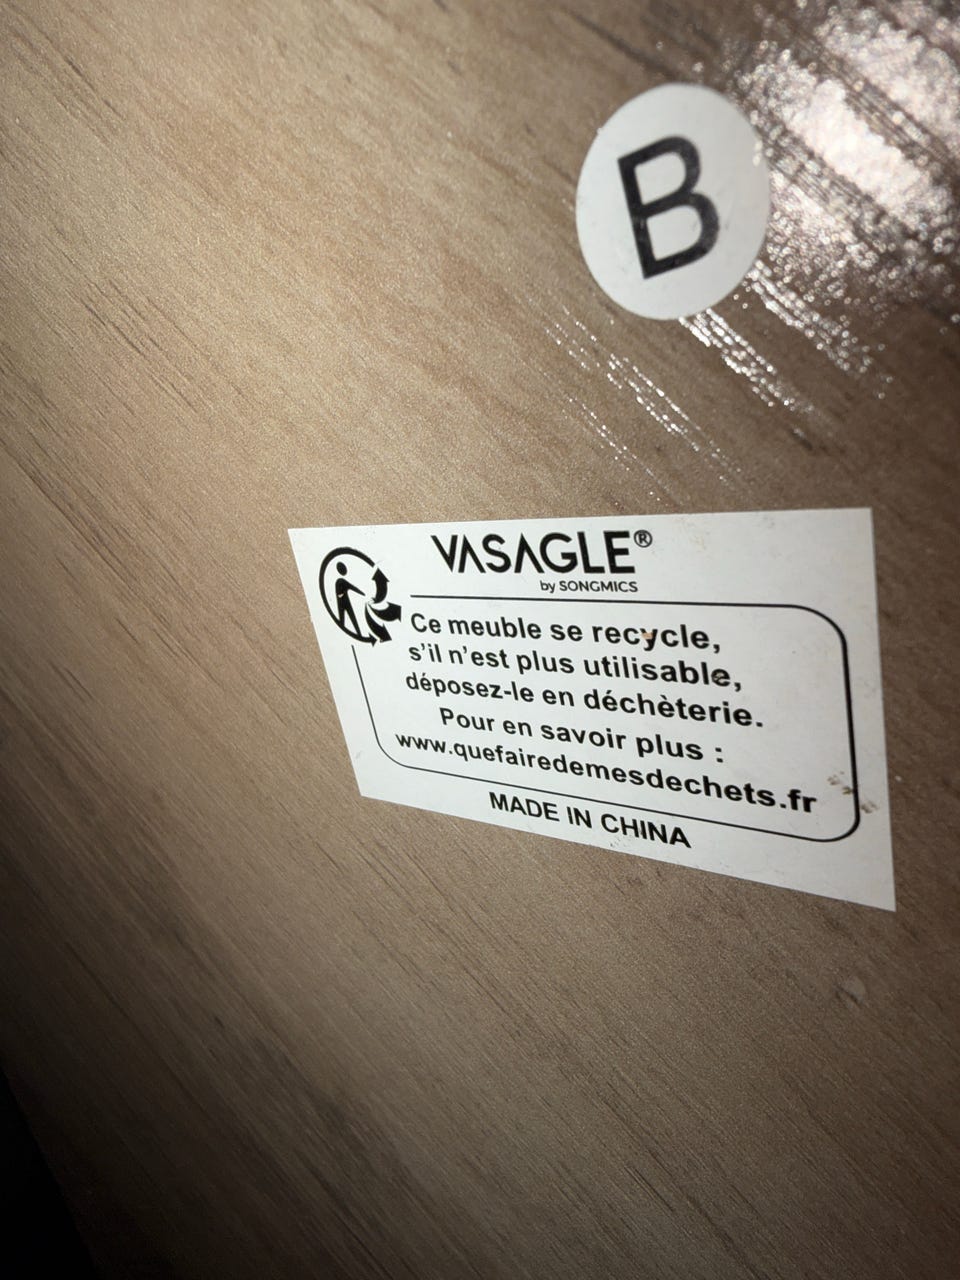 B
VASAGLE®
by SONGMICS
Ce meuble se recycle,
s'il n'est plus utilisable,
déposez-le en déchèterie.
Pour en savoir plus :
www.quefairedemesdechets.fr
MADE IN CHINA